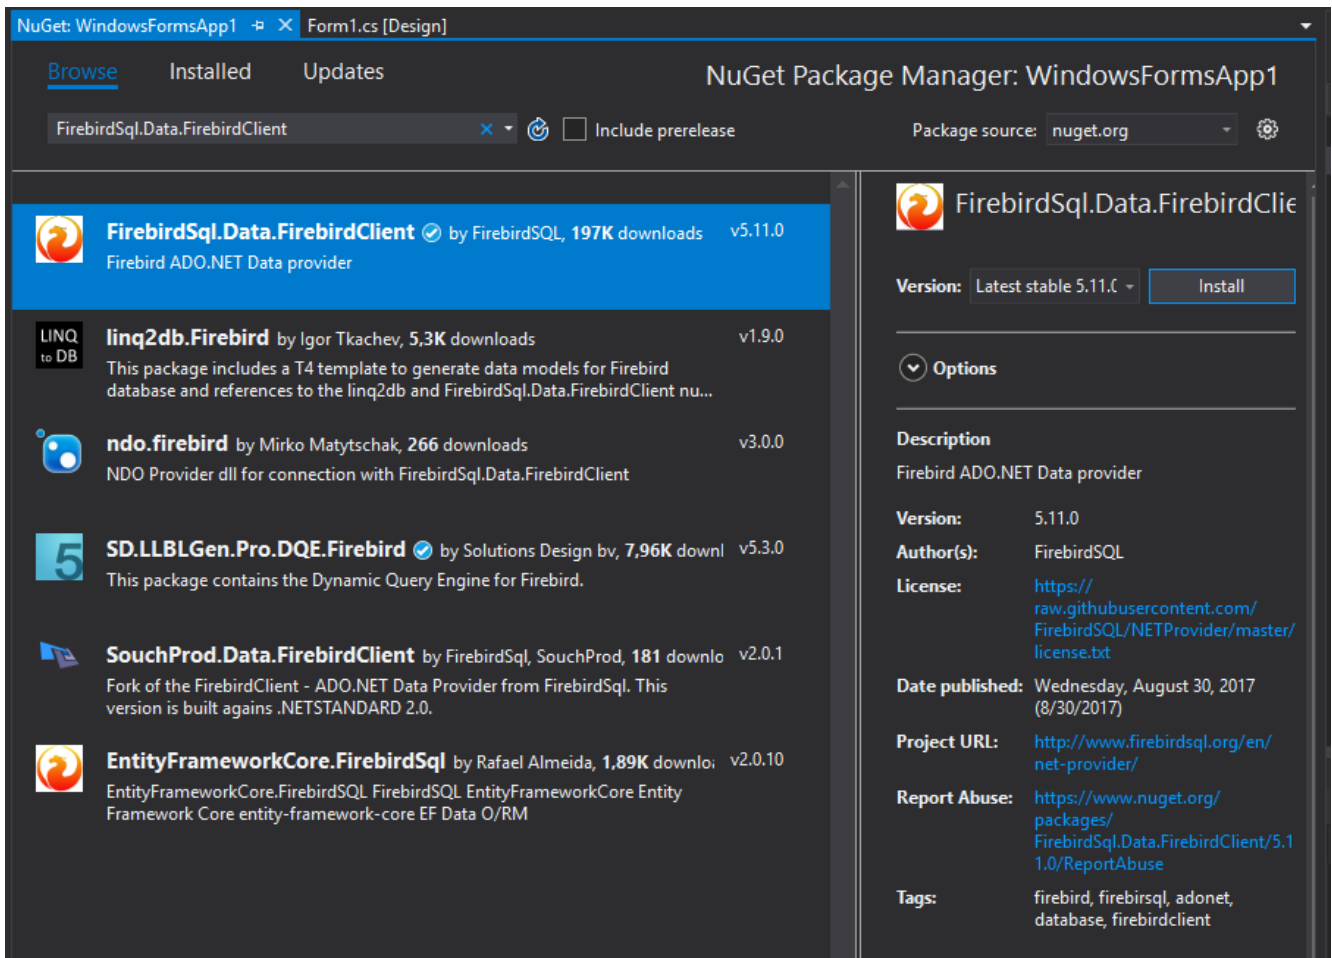 NuGet: WindowsFormsApp1
Form1.cs [Design]
Browse Installed Updates
NuGet Package Manager: WindowsFormsApp1
FirebirdSql.Data.FirebirdClient
Include prerelease
Package source: nuget.org
FirebirdSql.Data.FirebirdClient by FirebirdSQL, 197K downloads v5.11.0
Firebird ADO.NET Data provider
LINQ
to DB
linq2db.Firebird by Igor Tkachev, 5,3K downloads v1.9.0
This package includes a T4 template to generate data models for Firebird
database and references to the linq2db and FirebirdSql.Data.FirebirdClient nu...
ndo.firebird by Mirko Matytschak, 266 downloads v3.0.0
NDO Provider dll for connection with FirebirdSql.Data.FirebirdClient
5
SD.LLBLGen.Pro.DQE.Firebird by Solutions Design bv, 7,96K downl v5.3.0
This package contains the Dynamic Query Engine for Firebird.
SouchProd.Data.FirebirdClient by FirebirdSql, SouchProd, 181 downlo v2.0.1
Fork of the FirebirdClient - ADO.NET Data Provider from FirebirdSql. This
version is built agains .NETSTANDARD 2.0.
EntityFrameworkCore.FirebirdSql by Rafael Almeida, 1,89K downlo v2.0.10
EntityFrameworkCore.FirebirdSQL FirebirdSQL EntityFrameworkCore Entity
Framework Core entity-framework-core EF Data O/RM
FirebirdSql.Data.FirebirdClie
Version: Latest stable 5.11.0
Install
Options
Description
Firebird ADO.NET Data provider
Version: 5.11.0
Author(s): FirebirdSQL
License: https://
raw.githubusercontent.com/
FirebirdSQL/NETProvider/master/
license.txt
Date published: Wednesday, August 30, 2017
(8/30/2017)
Project URL: http://www.firebirdsql.org/en/
net-provider/
Report Abuse: https://www.nuget.org/
packages/
FirebirdSql.Data.FirebirdClient/5.1
1.0/ReportAbuse
Tags: firebird, firebirsql, adonet,
database, firebirdclient